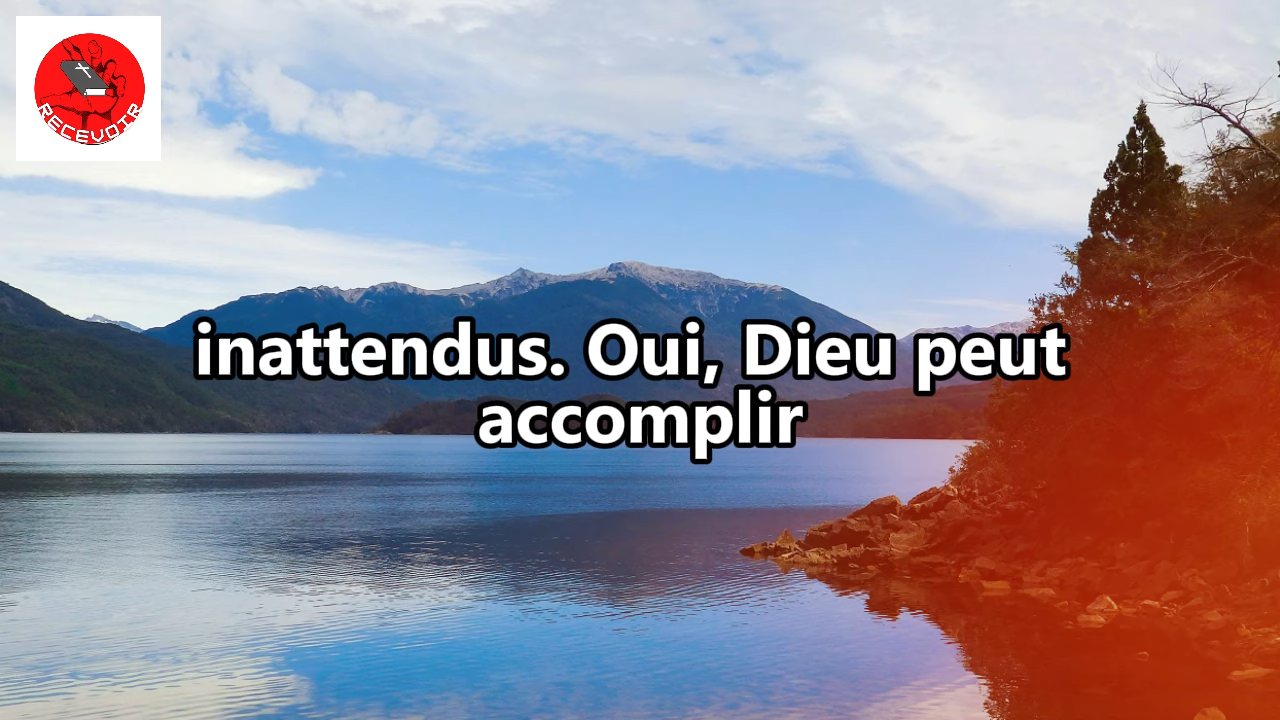 RECEVOIR
inattendus. Oui, Dieu peut
accomplir